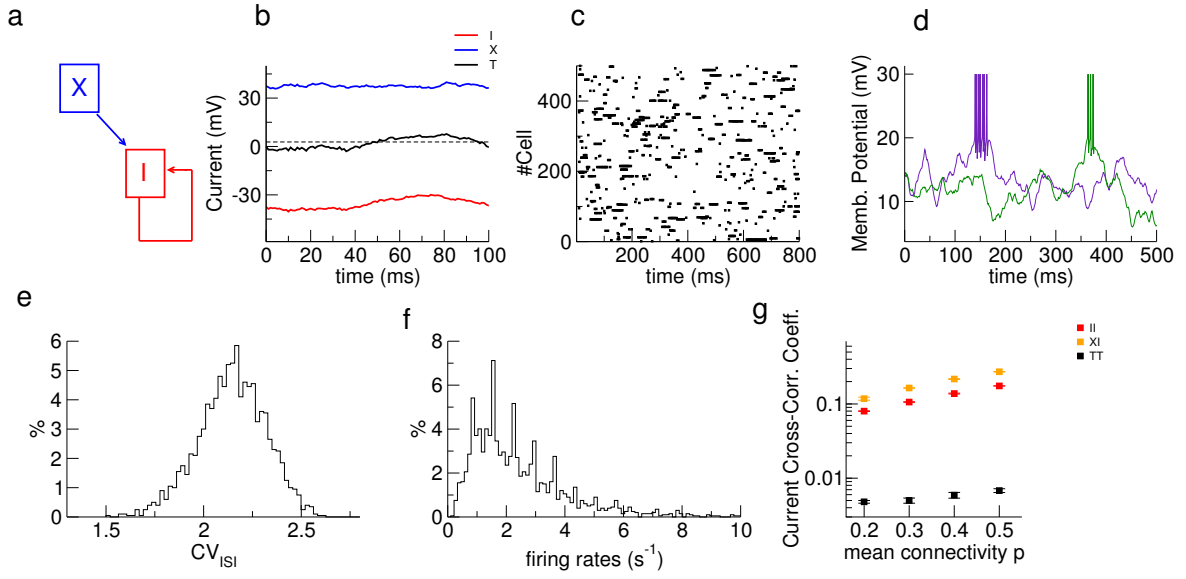 a
X
I
b
I
X
T
Current (mV)
30
0
-30
0 20 40 60 80 100
time (ms)
c
#Cell
400
200
0
200 400 600 800
time (ms)
d
Memb. Potential (mV)
30
20
10
0 100 200 300 400 500
time (ms)
e
%
6
5
4
3
2
1
0
1.5 2 2.5
CV_ISI
f
%
8
6
4
2
0
0 2 4 6 8 10
firing rates (s⁻¹)
g
II
XI
TT
Current Cross-Corr. Coeff.
0.1
0.01
0.2 0.3 0.4 0.5
mean connectivity p